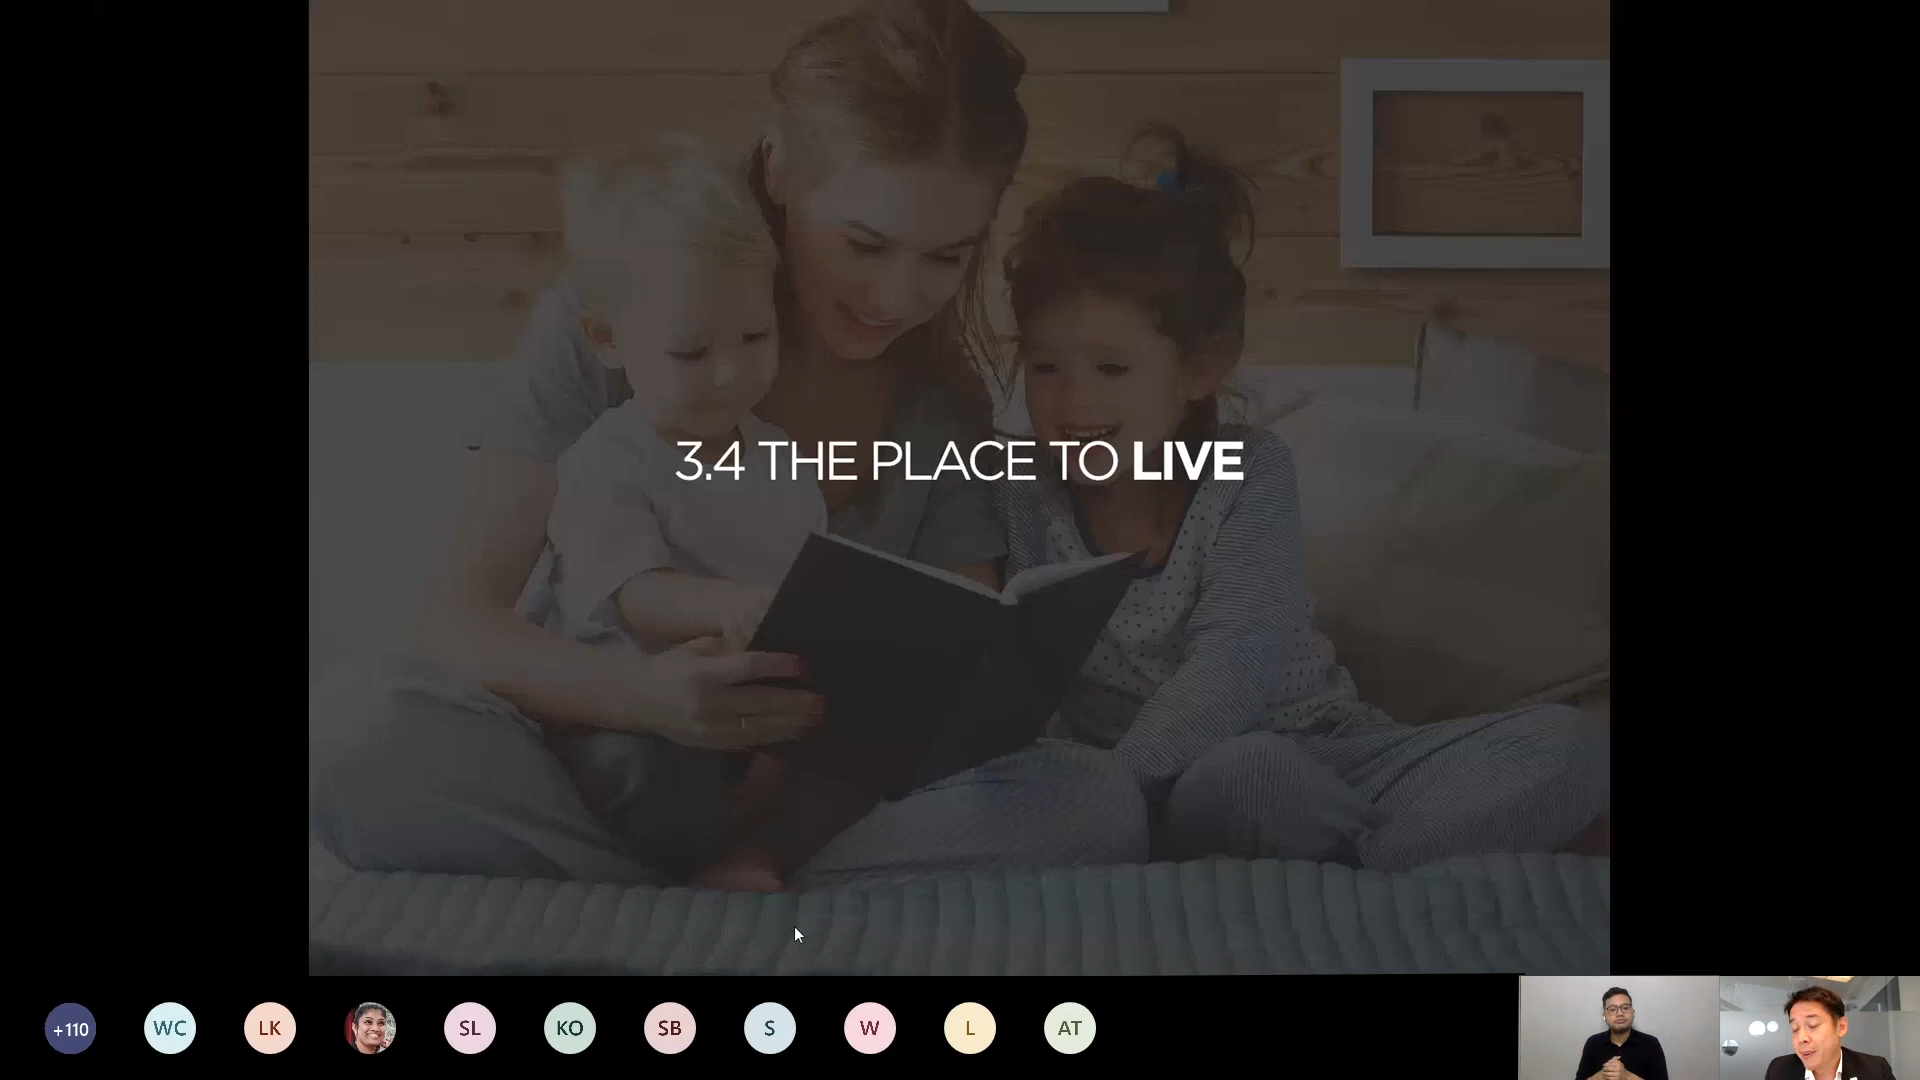 3.4 THE PLACE TO LIVE
+110
WC
LK
SL
KO
SB
S
W
L
AT